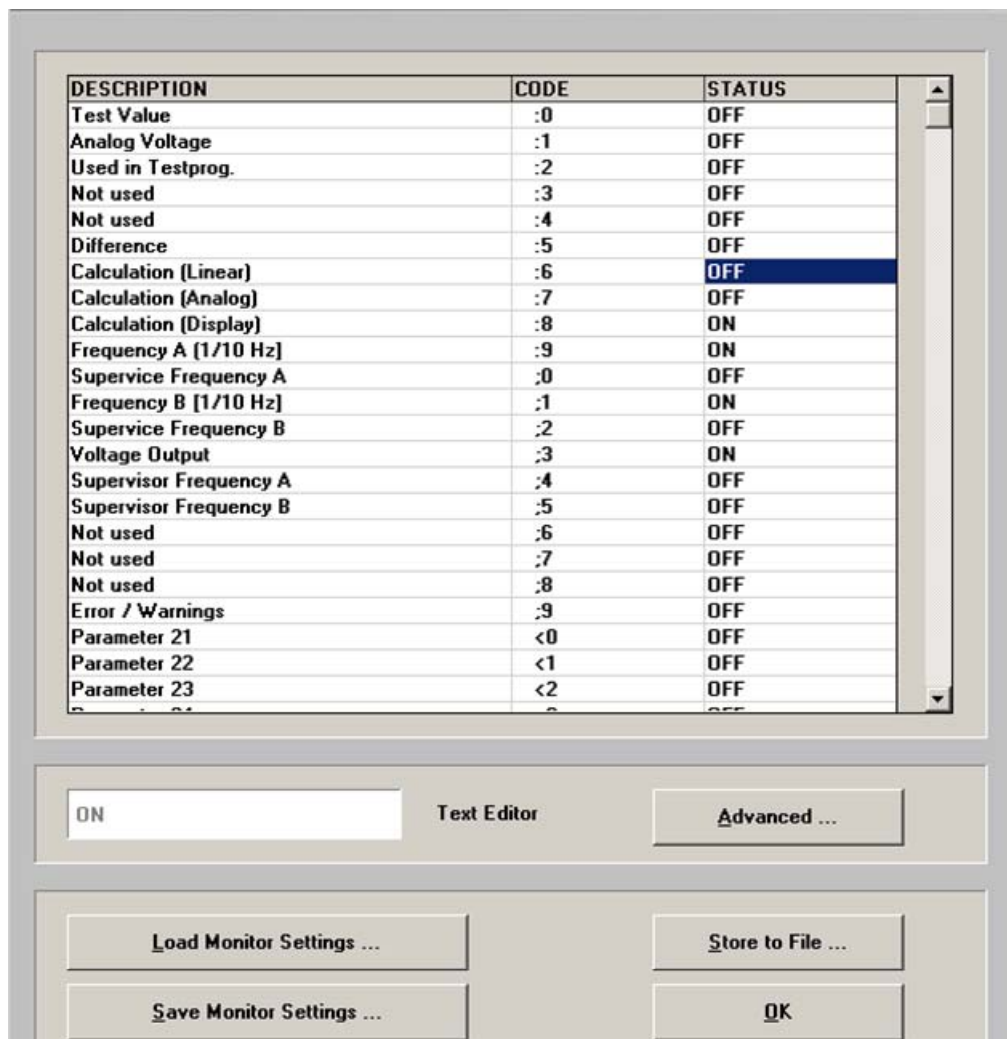 DESCRIPTION CODE STATUS
Test Value :0 OFF
Analog Voltage :1 OFF
Used in Testprog. :2 OFF
Not used :3 OFF
Not used :4 OFF
Difference :5 OFF
Calculation (Linear) :6 OFF
Calculation (Analog) :7 OFF
Calculation (Display) :8 ON
Frequency A [1/10 Hz] :9 ON
Supervice Frequency A ;0 OFF
Frequency B [1/10 Hz] ;1 ON
Supervice Frequency B ;2 OFF
Voltage Output ;3 ON
Supervisor Frequency A ;4 OFF
Supervisor Frequency B ;5 OFF
Not used ;6 OFF
Not used ;7 OFF
Not used ;8 OFF
Error / Warnings ;9 OFF
Parameter 21 <0 OFF
Parameter 22 <1 OFF
Parameter 23 <2 OFF
ON Text Editor Advanced ...
Load Monitor Settings ... Store to File ...
Save Monitor Settings ... OK